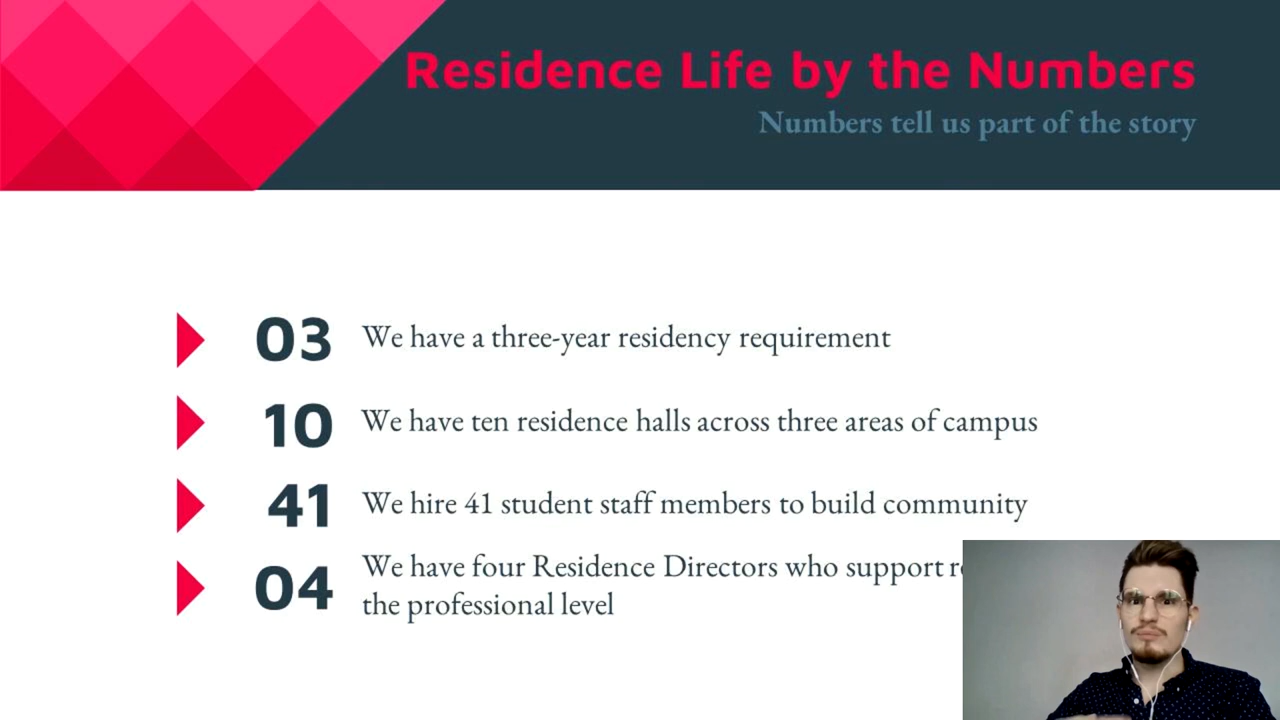 Residence Life by the Numbers
Numbers tell us part of the story
03 We have a three-year residency requirement
10 We have ten residence halls across three areas of campus
41 We hire 41 student staff members to build community
04 We have four Residence Directors who support
the professional level